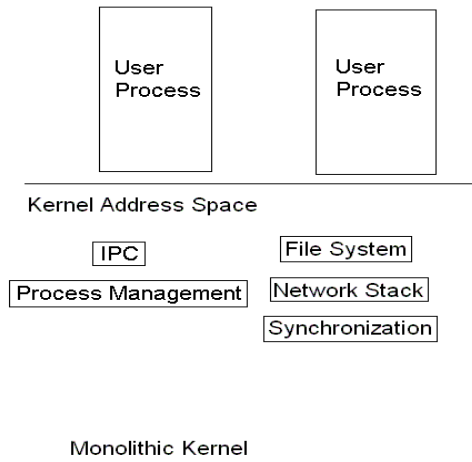 User
Process
User
Process
Kernel Address Space
IPC
File System
Process Management
Network Stack
Synchronization
Monolithic Kernel